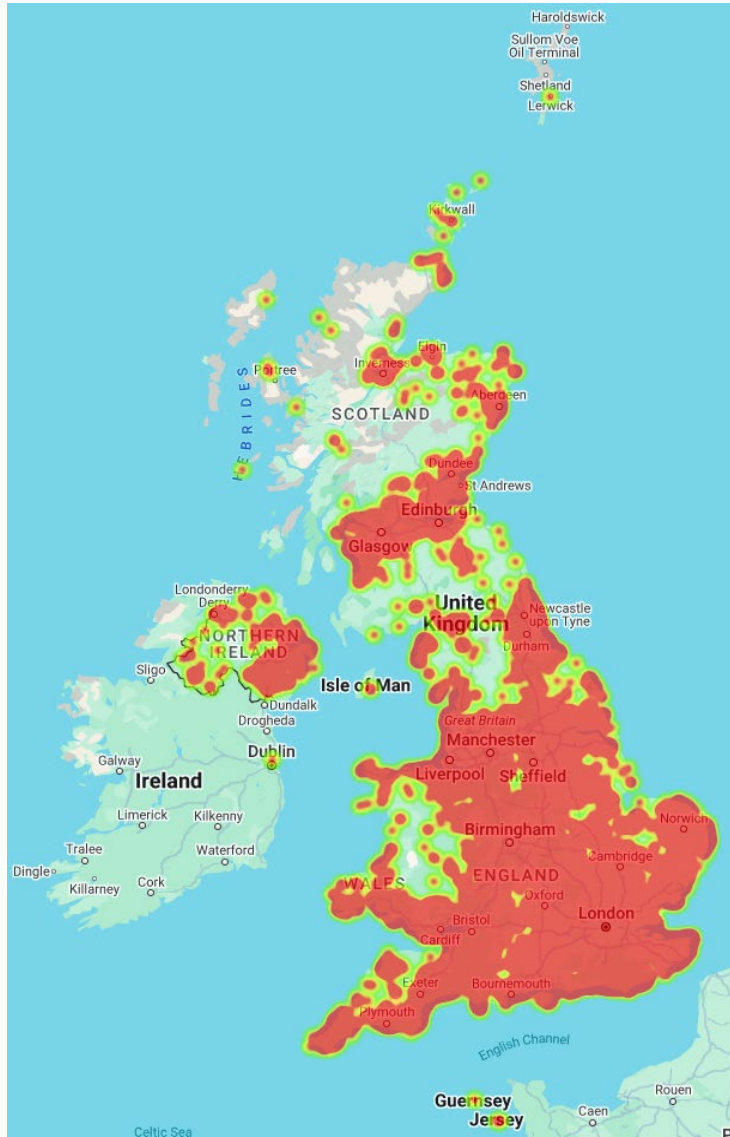 Haroldswick
Sullom Voe
Oil Terminal
Shetland
Lerwick
Kirkwall
Elgin
Inverness
Portree
HEBRIDES
Aberdeen
SCOTLAND
Dundee
St Andrews
Edinburgh
Glasgow
Londonderry
Derry
United
Kingdom
Newcastle
upon Tyne
NORTHERN
IRELAND
Durham
Sligo
Isle of Man
Dundalk
Drogheda
Great Britain
Dublin
Manchester
Galway
Ireland
Liverpool
Sheffield
Limerick
Kilkenny
Norwich
Birmingham
Tralee
Waterford
Cambridge
Dingle
Killarney
Cork
WALES
ENGLAND
Oxford
London
Bristol
Cardiff
Exeter
Bournemouth
Plymouth
English Channel
Guernsey
Rouen
Jersey
Caen
Celtic Sea